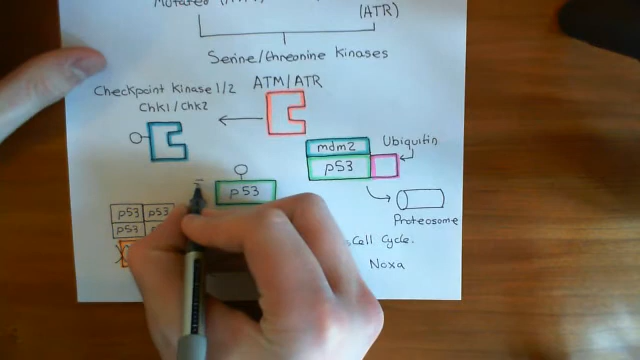 Mutated
(ATR)
Serine/threonine kinases
Checkpoint Kinase 1/2
Chk1/Chk2
ATM/ATR
mdm2
p53
Ubiquitin
p53
Proteosome
p53 p53
p53
Cell Cycle.
Noxa